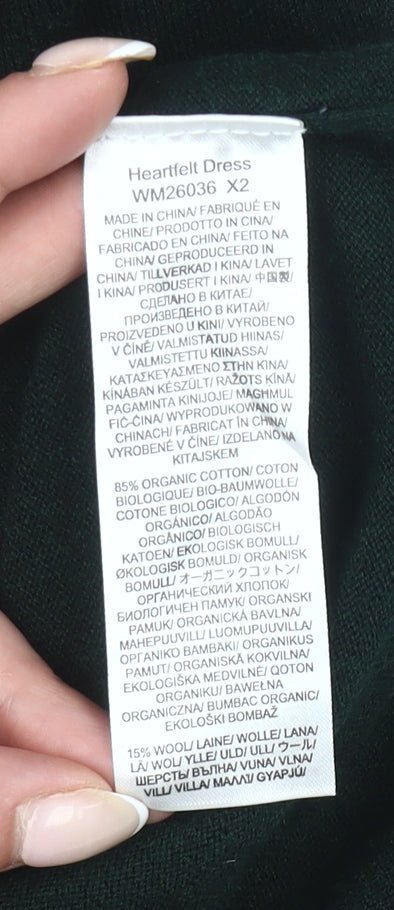 Heartfelt Dress
WM26036 X2
MADE IN CHINA/ FABRIQUÉ EN
CHINE/ PRODOTTO IN CINA/
FABRICADO EN CHINA/ FEITO NA
CHINA/ GEPRODUCEERD IN
CHINA/ TILLVERKAD I KINA/ LAVET
I KINA/ PRODUSERT I KINA/ 中国製/
СДЕЛАНО В КИТАЕ/
ПРОИЗВЕДЕНО В КИТАЙ/
PROIZVEDENO U KINI/ VYROBENO
V ČÍNĚ/ VALMISTATUD HIINAS/
VALMISTETTU KIINASSA/
ΚΑΤΑΣΚΕΥΑΣΜΕΝΟ ΣΤΗΝ ΚΙΝΑ/
KÍNÁBAN KÉSZÜLT/ RAŽOTS ĶĪNĀ/
PAGAMINTA KINIJOJE/ MAGHMUL
FIĊ-ĊINA/ WYPRODUKOWANO W
CHINACH/ FABRICAT ÎN CHINA/
VYROBENÉ V ČÍNE/ IZDELANO NA
KITAJSKEM
85% ORGANIC COTTON/ COTON
BIOLOGIQUE/ BIO-BAUMWOLLE/
COTONE BIOLOGICO/ ALGODÓN
ORGÁNICO/ ALGODÃO
ORGÂNICO/ BIOLOGISCH
KATOEN/ EKOLOGISK BOMULL/
ØKOLOGISK BOMULD/ ORGANISK
BOMULL/ オーガニックコットン/
ОРГАНИЧЕСКИЙ ХЛОПОК/
БИОЛОГИЧЕН ПАМУК/ ORGANSKI
PAMUK/ ORGANICKÁ BAVLNA/
MAHEPUUVILL/ LUOMUPUUVILLA/
ΟΡΓΑΝΙΚΟ ΒΑΜΒΑΚΙ/ ORGANIKUS
PAMUT/ ORGANISKĀ KOKVILNA/
EKOLOGIŠKA MEDVILNĖ/ QOTON
ORGANIKU/ BAWEŁNA
ORGANICZNA/ BUMBAC ORGANIC/
EKOLOŠKI BOMBAŽ
15% WOOL/ LAINE/ WOLLE/ LANA/
LÃ/ WOL/ YLLE/ ULD/ ULL/ ウール/
ШЕРСТЬ/ ВЪЛНА/ VUNA/ VLNA/
VILL/ VILLA/ ΜΑΛΛΙ/ GYAPJÚ/